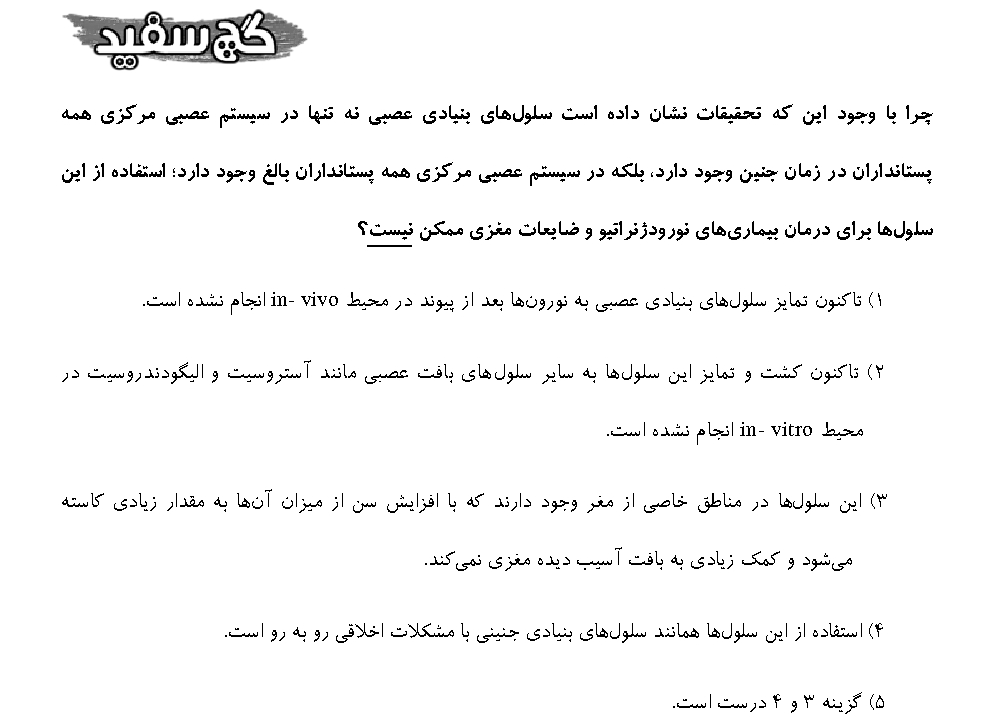 گچ سفید
چرا با وجود این که تحقیقات نشان داده است سلول‌های بنیادی عصبی نه تنها در سیستم عصبی مرکزی همه
پستانداران در زمان جنین وجود دارد، بلکه در سیستم عصبی مرکزی همه پستانداران بالغ وجود دارد؛ استفاده از این
سلول‌ها برای درمان بیماری‌های نورودژنراتیو و ضایعات مغزی ممکن نیست؟
۱) تاکنون تمایز سلول‌های بنیادی عصبی به نورون‌ها بعد از پیوند در محیط in- vivo انجام نشده است.
۲) تاکنون کشت و تمایز این سلول‌ها به سایر سلول‌های بافت عصبی مانند آستروسیت و الیگودندروسیت در
محیط in- vitro انجام نشده است.
۳) این سلول‌ها در مناطق خاصی از مغر وجود دارند که با افزایش سن از میزان آن‌ها به مقدار زیادی کاسته
می‌شود و کمک زیادی به بافت آسیب دیده مغزی نمی‌کند.
۴) استفاده از این سلول‌ها همانند سلول‌های بنیادی جنینی با مشکلات اخلاقی رو به رو است.
۵) گزینه ۳ و ۴ درست است.